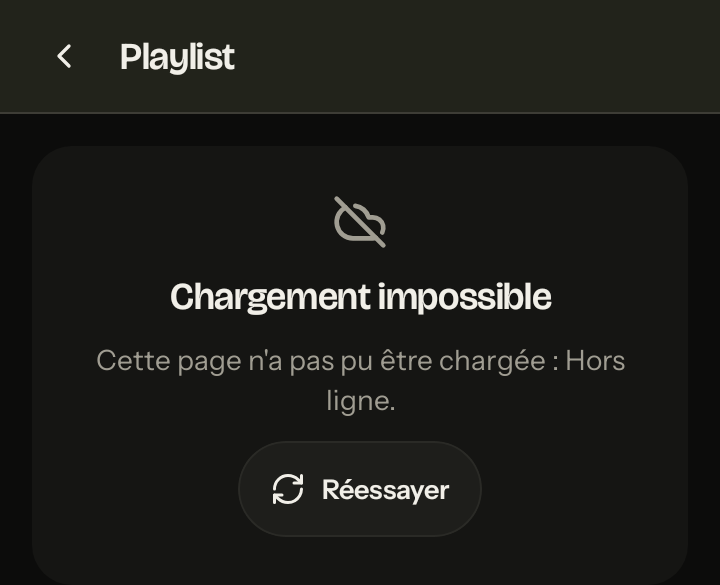 Playlist
Chargement impossible
Cette page n'a pas pu être chargée : Hors
ligne.
Réessayer